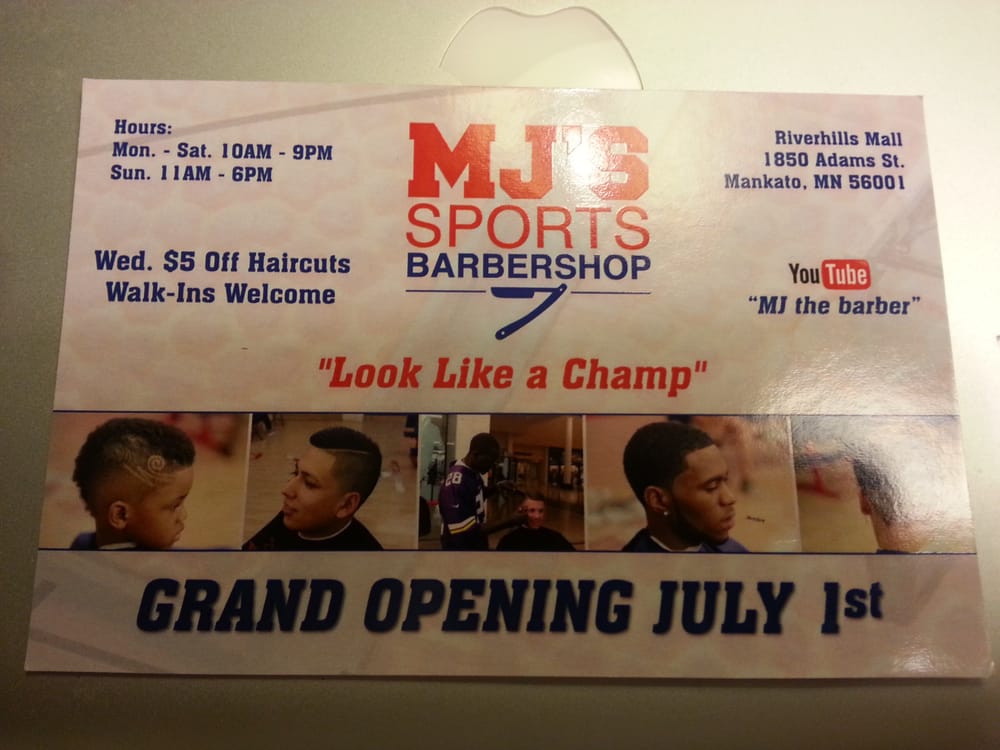 Hours:
Mon. - Sat. 10AM - 9PM
Sun. 11AM - 6PM
Wed. $5 Off Haircuts
Walk-Ins Welcome
MJ'S
SPORTS
BARBERSHOP
Riverhills Mall
1850 Adams St.
Mankato, MN 56001
YouTube
"MJ the barber"
"Look Like a Champ"
28
GRAND OPENING JULY 1st